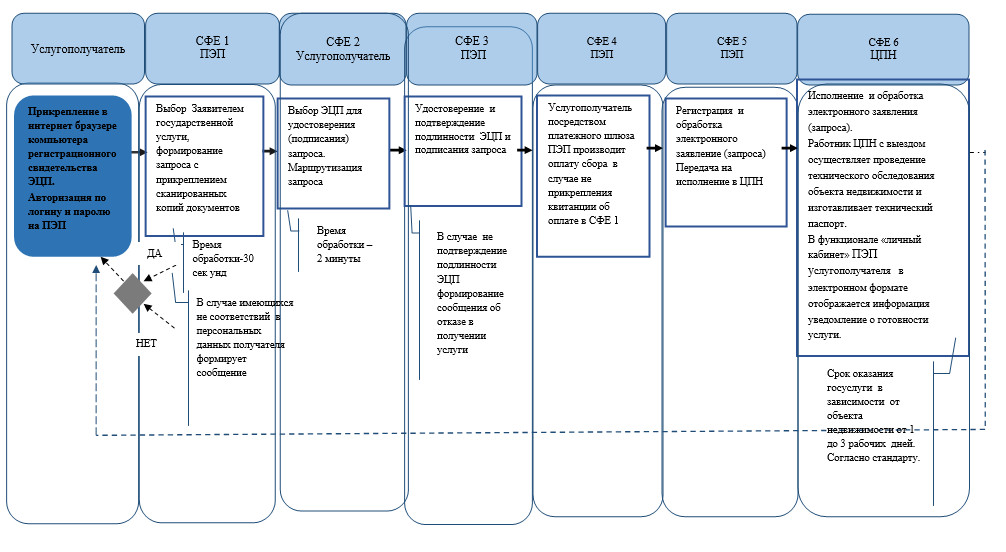 Услугополучатель
СФЕ 1
ПЭП
СФЕ 2
Услугополучатель
СФЕ 3
ПЭП
СФЕ 4
ПЭП
СФЕ 5
ПЭП
СФЕ 6
ЦПН
Прикрепление в
интернет браузере
компьютера
регистрационного
свидетельства
ЭЦП.
Авторизация по
логину и паролю
на ПЭП
Выбор Заявителем
государственной
услуги,
формирование
запроса с
прикреплением
сканированных
копий документов
Выбор ЭЦП для
удостоверения
(подписания)
запроса.
Маршрутизация
запроса
Удостоверение и
подтверждение
подлинности ЭЦП и
подписания запроса
Услугополучатель
посредством
платежного шлюза
ПЭП производит
оплату сбора в
случае не
прикрепления
квитанции об
оплате в СФЕ 1
Регистрация и
обработка
электронного
заявление (запроса)
Передача на
исполнение в ЦПН
Исполнение и обработка
электронного заявления
(запроса).
Работник ЦПН с выездом
осуществляет проведение
технического обследования
объекта недвижимости и
изготавливает технический
паспорт.
В функционале «личный
кабинет» ПЭП
услугополучателя в
электронном формате
отображается информация
уведомление о готовности
услуги.
ДА
НЕТ
Время
обработки-30
сек унд
В случае имеющихся
не соответствий в
персональных
данных получателя
формирует
сообщение
Время
обработки –
2 минуты
В случае не
подтверждение
подлинности
ЭЦП
формирование
сообщения об
отказе в
получении
услуги
Срок оказания
госуслуги в
зависимости от
объекта
недвижимости от 1
до 3 рабочих дней.
Согласно стандарту.